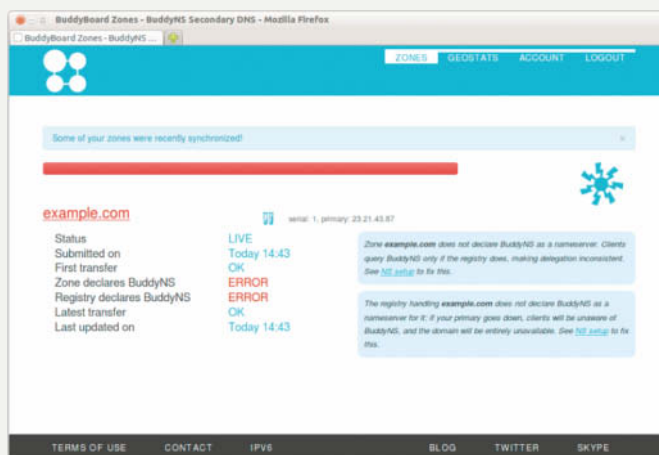 BuddyBoard Zones - BuddyNS Secondary DNS - Mozilla Firefox
BuddyBoard Zones - BuddyNS ...
ZONES GEOSTATS ACCOUNT LOGOUT
Some of your zones were recently synchronized! ×
example.com
serial: 1, primary: 23.21.43.87
Status LIVE
Submitted on Today 14:43
First transfer OK
Zone declares BuddyNS ERROR
Registry declares BuddyNS ERROR
Latest transfer OK
Last updated on Today 14:43
Zone example.com does not declare BuddyNS as a nameserver. Clients
query BuddyNS only if the registry does, making delegation inconsistent.
See NS setup to fix this.
The registry handling example.com does not declare BuddyNS as a
nameserver for it; if your primary goes down, clients will be unaware of
BuddyNS, and the domain will be entirely unavailable. See NS setup to fix
this.
TERMS OF USE CONTACT IPV6 BLOG TWITTER SKYPE